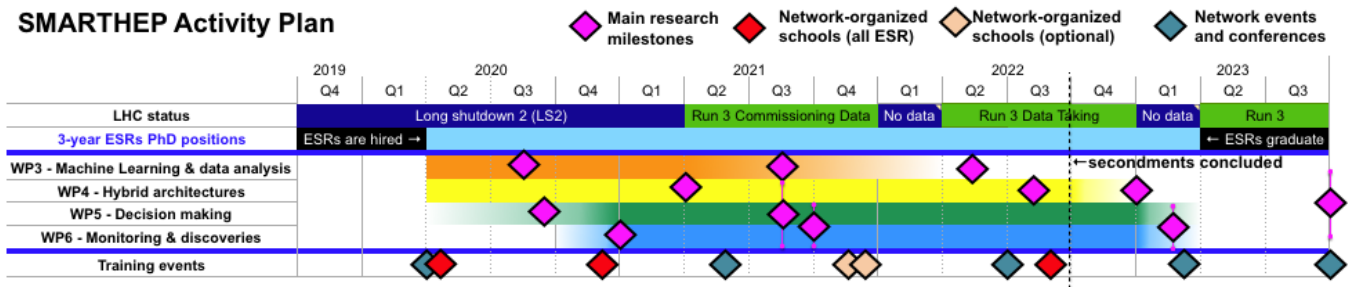 SMARTHEP Activity Plan
Main research
milestones
Network-organized
schools (all ESR)
Network-organized
schools (optional)
Network events
and conferences
2019 2020 2021 2022 2023
Q4 Q1 Q2 Q3 Q4 Q1 Q2 Q3 Q4 Q1 Q2 Q3 Q4 Q1 Q2 Q3
LHC status Long shutdown 2 (LS2) Run 3 Commissioning Data No data Run 3 Data Taking No data Run 3
3-year ESRs PhD positions ESRs are hired → ← ESRs graduate
WP3 - Machine Learning & data analysis ←secondments concluded
WP4 - Hybrid architectures
WP5 - Decision making
WP6 - Monitoring & discoveries
Training events